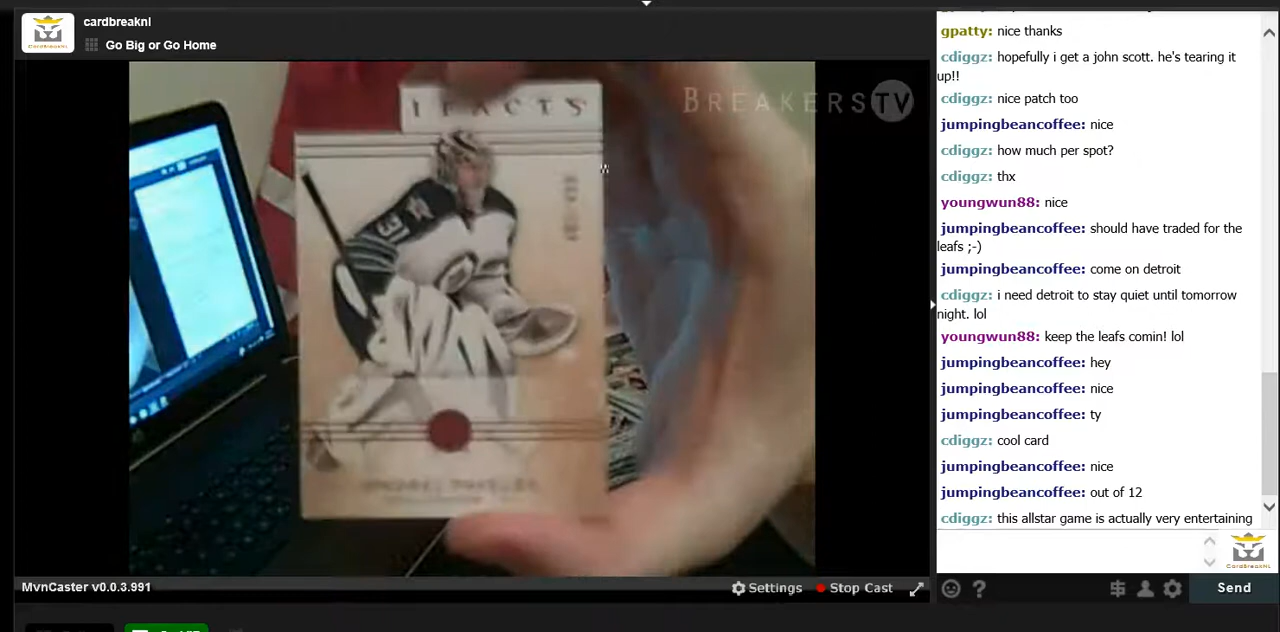 cardbreaknl
Go Big or Go Home
BREAKERSTV
gpatty: nice thanks
cdiggz: hopefully i get a john scott. he's tearing it
up!!
cdiggz: nice patch too
jumpingbeancoffee: nice
cdiggz: how much per spot?
cdiggz: thx
youngwun88: nice
jumpingbeancoffee: should have traded for the
leafs ;-)
jumpingbeancoffee: come on detroit
cdiggz: i need detroit to stay quiet until tomorrow
night. lol
youngwun88: keep the leafs comin! lol
jumpingbeancoffee: hey
jumpingbeancoffee: nice
jumpingbeancoffee: ty
cdiggz: cool card
jumpingbeancoffee: nice
jumpingbeancoffee: out of 12
cdiggz: this allstar game is actually very entertaining
MvnCaster v0.0.3.991
Settings
Stop Cast
Send